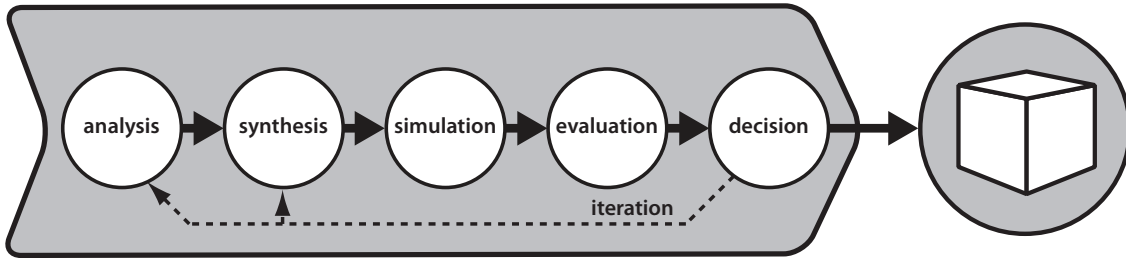 analysis
synthesis
simulation
evaluation
decision
iteration